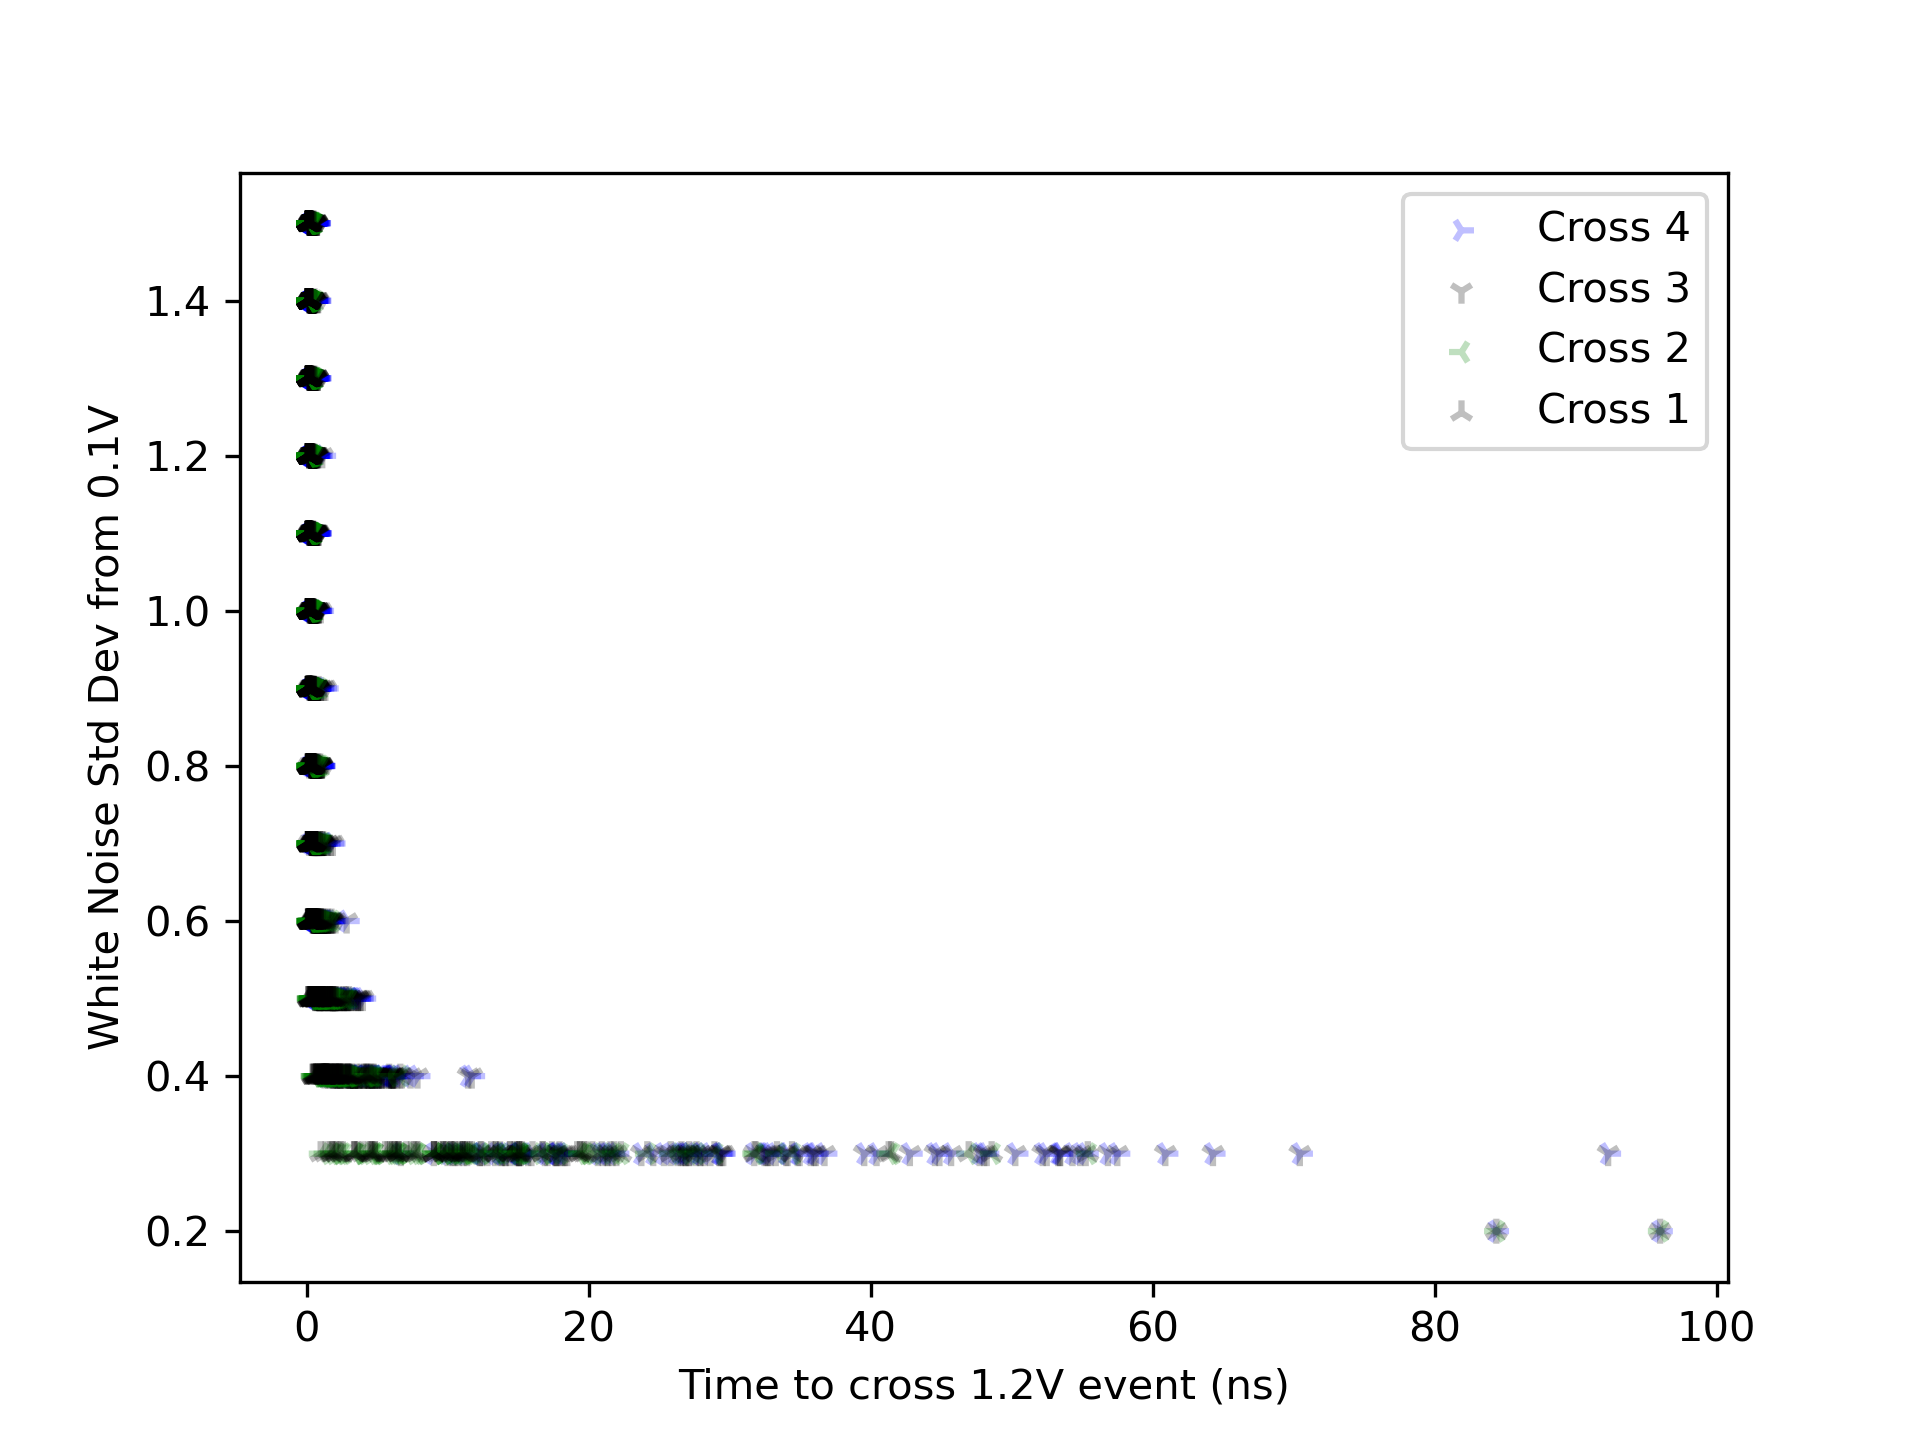 Cross 4
Cross 3
Cross 2
Cross 1
White Noise Std Dev from 0.1V
1.4
1.2
1.0
0.8
0.6
0.4
0.2
0 20 40 60 80 100
Time to cross 1.2V event (ns)